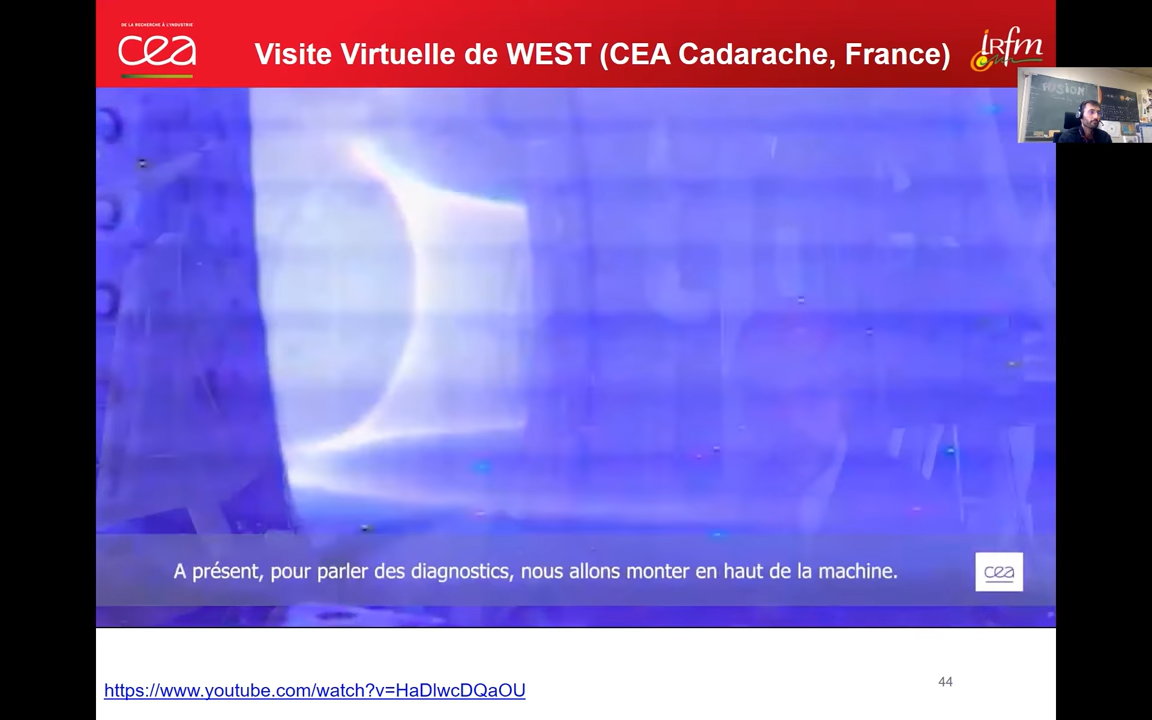 DE LA RECHERCHE À L'INDUSTRIE
cea
Visite Virtuelle de WEST (CEA Cadarache, France)
irfm
FUSION
A présent, pour parler des diagnostics, nous allons monter en haut de la machine.
cea
https://www.youtube.com/watch?v=HaDlwcDQaOU
44